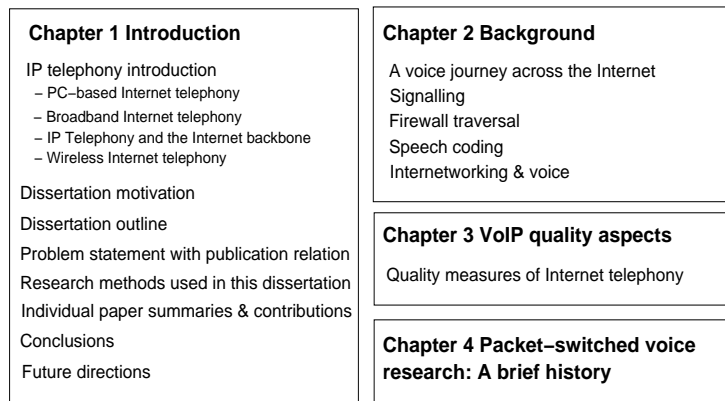 Chapter 1 Introduction
IP telephony introduction
– PC–based Internet telephony
– Broadband Internet telephony
– IP Telephony and the Internet backbone
– Wireless Internet telephony
Dissertation motivation
Dissertation outline
Problem statement with publication relation
Research methods used in this dissertation
Individual paper summaries & contributions
Conclusions
Future directions
Chapter 2 Background
A voice journey across the Internet
Signalling
Firewall traversal
Speech coding
Internetworking & voice
Chapter 3 VoIP quality aspects
Quality measures of Internet telephony
Chapter 4 Packet–switched voice
research: A brief history